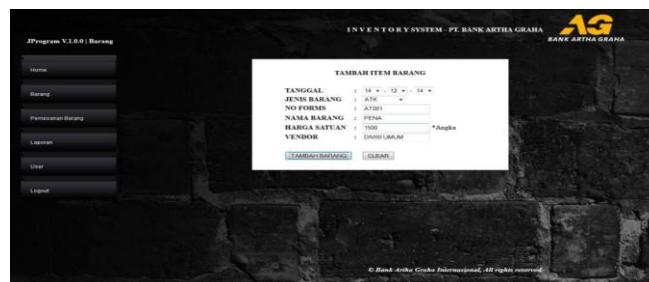 INVENTORY SYSTEM - PT. BANK ARTHA GRAHA
AG
BANK ARTHA GRAHA
JProgram V.1.0.0 | Barang
Home
Barang
Pemesanan Barang
Laporan
User
Logout
TAMBAH ITEM BARANG
TANGGAL : 14 - 12 - 14
JENIS BARANG : ATK
NO FORMS : AT001
NAMA BARANG : PENA
HARGA SATUAN : 1500 *Angka
VENDOR : DIVISI UMUM
TAMBAH BARANG CLEAR
© Bank Artha Graha Internasional, All rights reserved